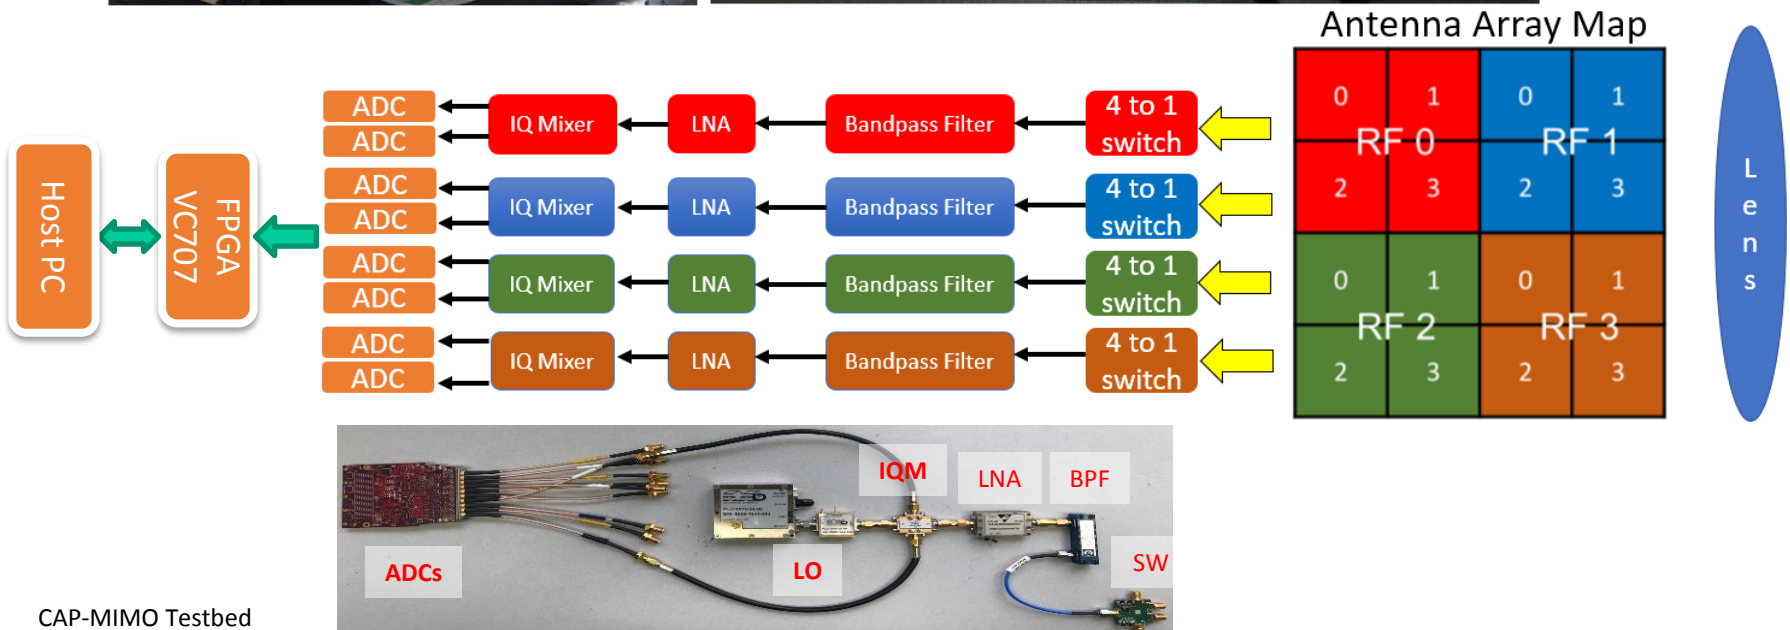 Antenna Array Map
ADC
ADC
IQ Mixer
LNA
Bandpass Filter
4 to 1
switch
ADC
ADC
IQ Mixer
LNA
Bandpass Filter
4 to 1
switch
ADC
ADC
IQ Mixer
LNA
Bandpass Filter
4 to 1
switch
ADC
ADC
IQ Mixer
LNA
Bandpass Filter
4 to 1
switch
Host PC
FPGA
VC707
0 1 0 1
RF 0 RF 1
2 3 2 3
0 1 0 1
RF 2 RF 3
2 3 2 3
Lens
IQM
LNA
BPF
ADCs
LO
SW
CAP-MIMO Testbed